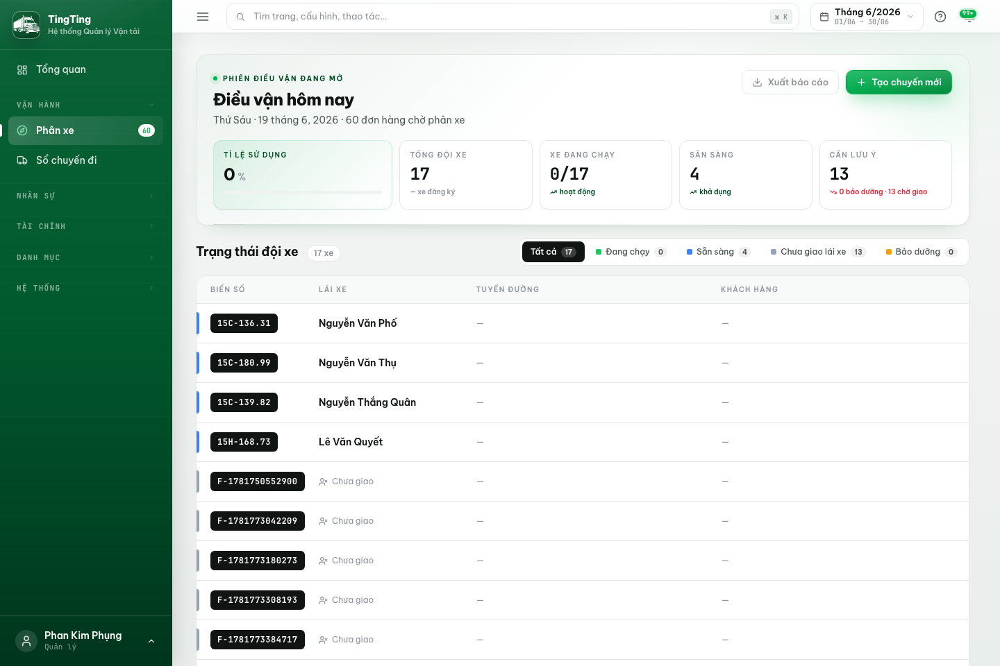 TingTing
Hệ thống Quản lý Vận tải
Tổng quan
VẬN HÀNH
Phân xe
60
Sổ chuyến đi
NHÂN SỰ
TÀI CHÍNH
DANH MỤC
HỆ THỐNG
Phan Kim Phụng
Quản lý
Tìm trang, cấu hình, thao tác...
⌘ K
Tháng 6/2026
01/06 – 30/06
99+
PHIÊN ĐIỀU VẬN ĐANG MỞ
Điều vận hôm nay
Thứ Sáu · 19 tháng 6, 2026 · 60 đơn hàng chờ phân xe
Xuất báo cáo
Tạo chuyến mới
TỈ LỆ SỬ DỤNG
0 %
TỔNG ĐỘI XE
17
— xe đăng ký
XE ĐANG CHẠY
0/17
hoạt động
SẴN SÀNG
4
khả dụng
CẦN LƯU Ý
13
0 bảo dưỡng · 13 chờ giao
Trạng thái đội xe
17 xe
Tất cả 17
Đang chạy 0
Sẵn sàng 4
Chưa giao lái xe 13
Bảo dưỡng 0
BIỂN SỐ LÁI XE TUYẾN ĐƯỜNG KHÁCH HÀNG
15C-136.31 Nguyễn Văn Phố — —
15C-180.99 Nguyễn Văn Thụ — —
15C-139.82 Nguyễn Thắng Quân — —
15H-168.73 Lê Văn Quyết — —
F-1781750552900 Chưa giao — —
F-1781773042209 Chưa giao — —
F-1781773180273 Chưa giao — —
F-1781773308193 Chưa giao — —
F-1781773384717 Chưa giao — —